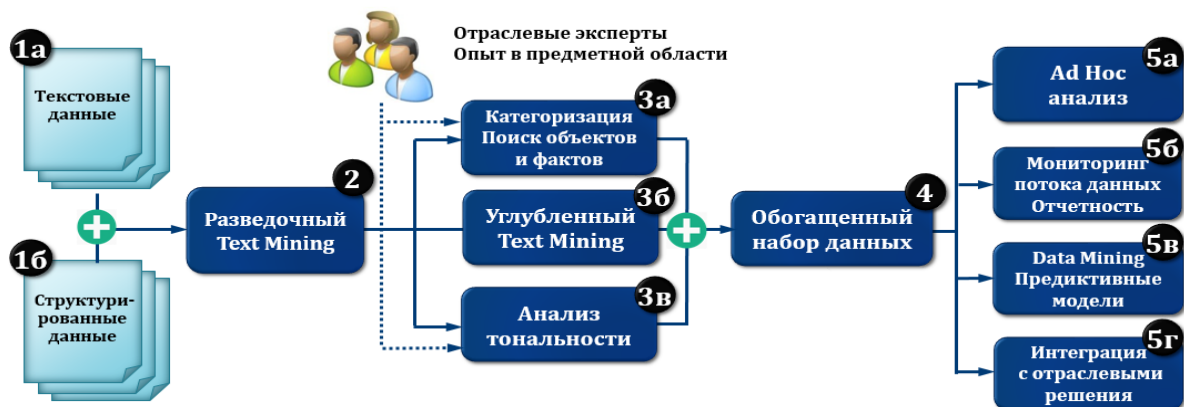 1а
Текстовые
данные
1б
Структури-
рованные
данные
2
Разведочный
Text Mining
Отраслевые эксперты
Опыт в предметной области
3а
Категоризация
Поиск объектов
и фактов
3б
Углубленный
Text Mining
3в
Анализ
тональности
4
Обогащенный
набор данных
5а
Ad Hoc
анализ
5б
Мониторинг
потока данных
Отчетность
5в
Data Mining
Предиктивные
модели
5г
Интеграция
с отраслевыми
решения